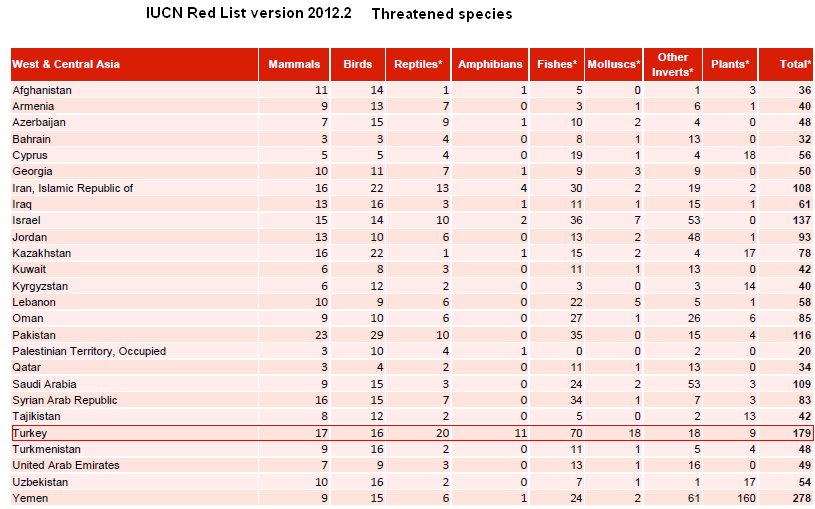 IUCN Red List version 2012.2 Threatened species
West & Central Asia Mammals Birds Reptiles* Amphibians Fishes* Molluscs* Other Inverts* Plants* Total*
Afghanistan 11 14 1 1 5 0 1 3 36
Armenia 9 13 7 0 3 1 6 1 40
Azerbaijan 7 15 9 1 10 2 4 0 48
Bahrain 3 3 4 0 8 1 13 0 32
Cyprus 5 5 4 0 19 1 4 18 56
Georgia 10 11 7 1 9 3 9 0 50
Iran, Islamic Republic of 16 22 13 4 30 2 19 2 108
Iraq 13 16 3 1 11 1 15 1 61
Israel 15 14 10 2 36 7 53 0 137
Jordan 13 10 6 0 13 2 48 1 93
Kazakhstan 16 22 1 1 15 2 4 17 78
Kuwait 6 8 3 0 11 1 13 0 42
Kyrgyzstan 6 12 2 0 3 0 3 14 40
Lebanon 10 9 6 0 22 5 5 1 58
Oman 9 10 6 0 27 1 26 6 85
Pakistan 23 29 10 0 35 0 15 4 116
Palestinian Territory, Occupied 3 10 4 1 0 0 2 0 20
Qatar 3 4 2 0 11 1 13 0 34
Saudi Arabia 9 15 3 0 24 2 53 3 109
Syrian Arab Republic 16 15 7 0 34 1 7 3 83
Tajikistan 8 12 2 0 5 0 2 13 42
Turkey 17 16 20 11 70 18 18 9 179
Turkmenistan 9 16 2 0 11 1 5 4 48
United Arab Emirates 7 9 3 0 13 1 16 0 49
Uzbekistan 10 16 2 0 7 1 1 17 54
Yemen 9 15 6 1 24 2 61 160 278